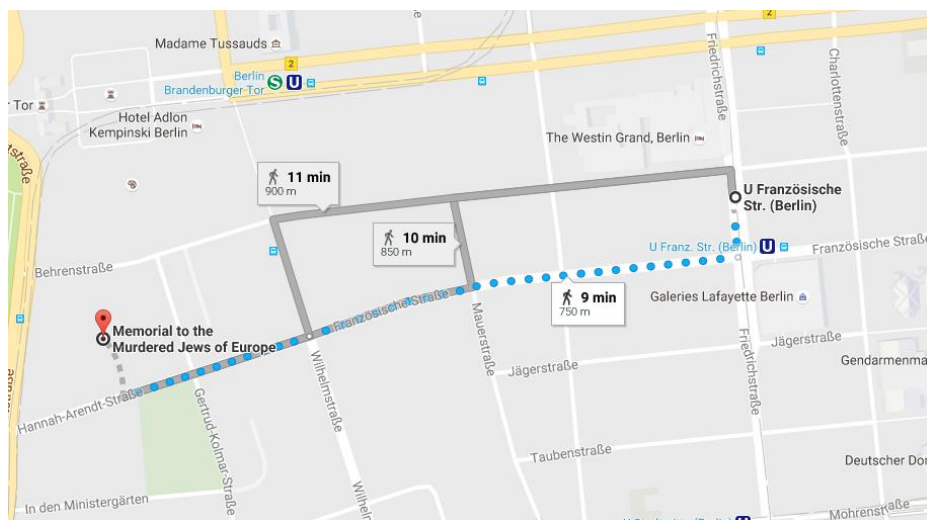 Madame Tussauds
2
2
Berlin
Brandenburger Tor
S
U
Tor
Hotel Adlon
Kempinski Berlin
Friedrichstraße
Charlottenstraße
The Westin Grand, Berlin
11 min
900 m
U Französische
Str. (Berlin)
10 min
850 m
U Franz. Str. (Berlin)
U
Französische Straße
Behrenstraße
9 min
750 m
Galeries Lafayette Berlin
Französische Straße
Memorial to the
Murdered Jews of Europe
Mauerstraße
Jägerstraße
Jägerstraße
Gendarmenma
Wilhelmstraße
Friedrichstraße
Hannah-Arendt-Straße
Gertrud-Kolmar-Straße
Taubenstraße
Deutscher Dor
In den Ministergärten
Wilhel
Mohrenstraße